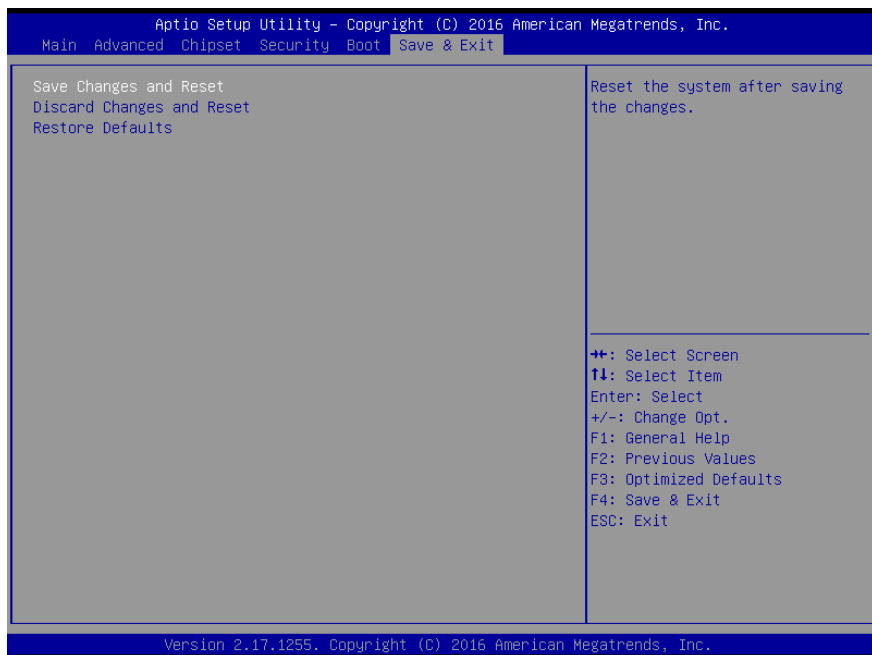 Aptio Setup Utility – Copyright (C) 2016 American Megatrends, Inc.
Main Advanced Chipset Security Boot Save & Exit
Save Changes and Reset
Discard Changes and Reset
Restore Defaults
Reset the system after saving
the changes.
→←: Select Screen
↑↓: Select Item
Enter: Select
+/-: Change Opt.
F1: General Help
F2: Previous Values
F3: Optimized Defaults
F4: Save & Exit
ESC: Exit
Version 2.17.1255. Copyright (C) 2016 American Megatrends, Inc.